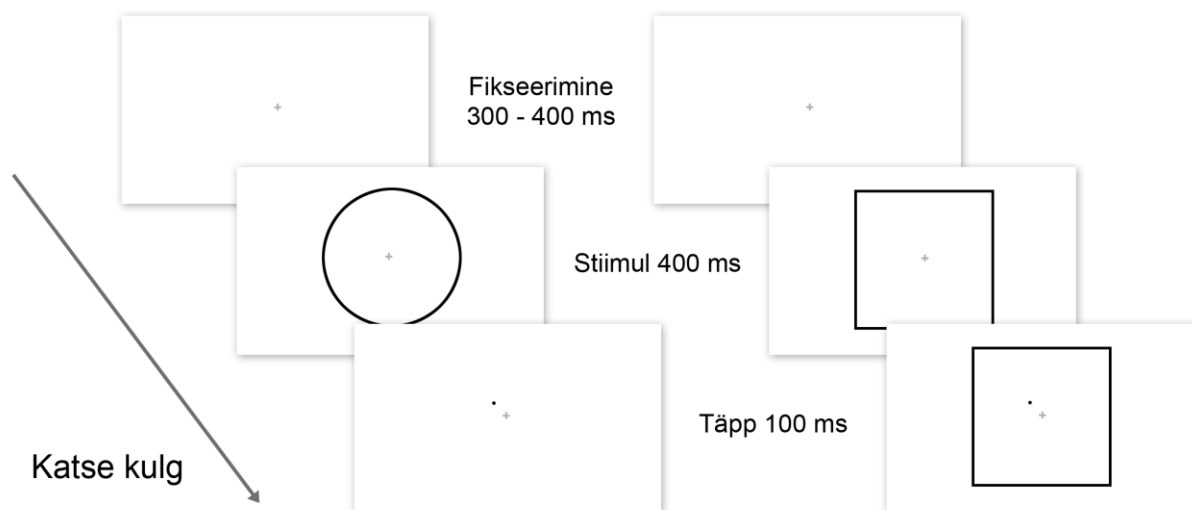 Fikseerimine
300 - 400 ms
Stiimul 400 ms
Täpp 100 ms
Katse kulg